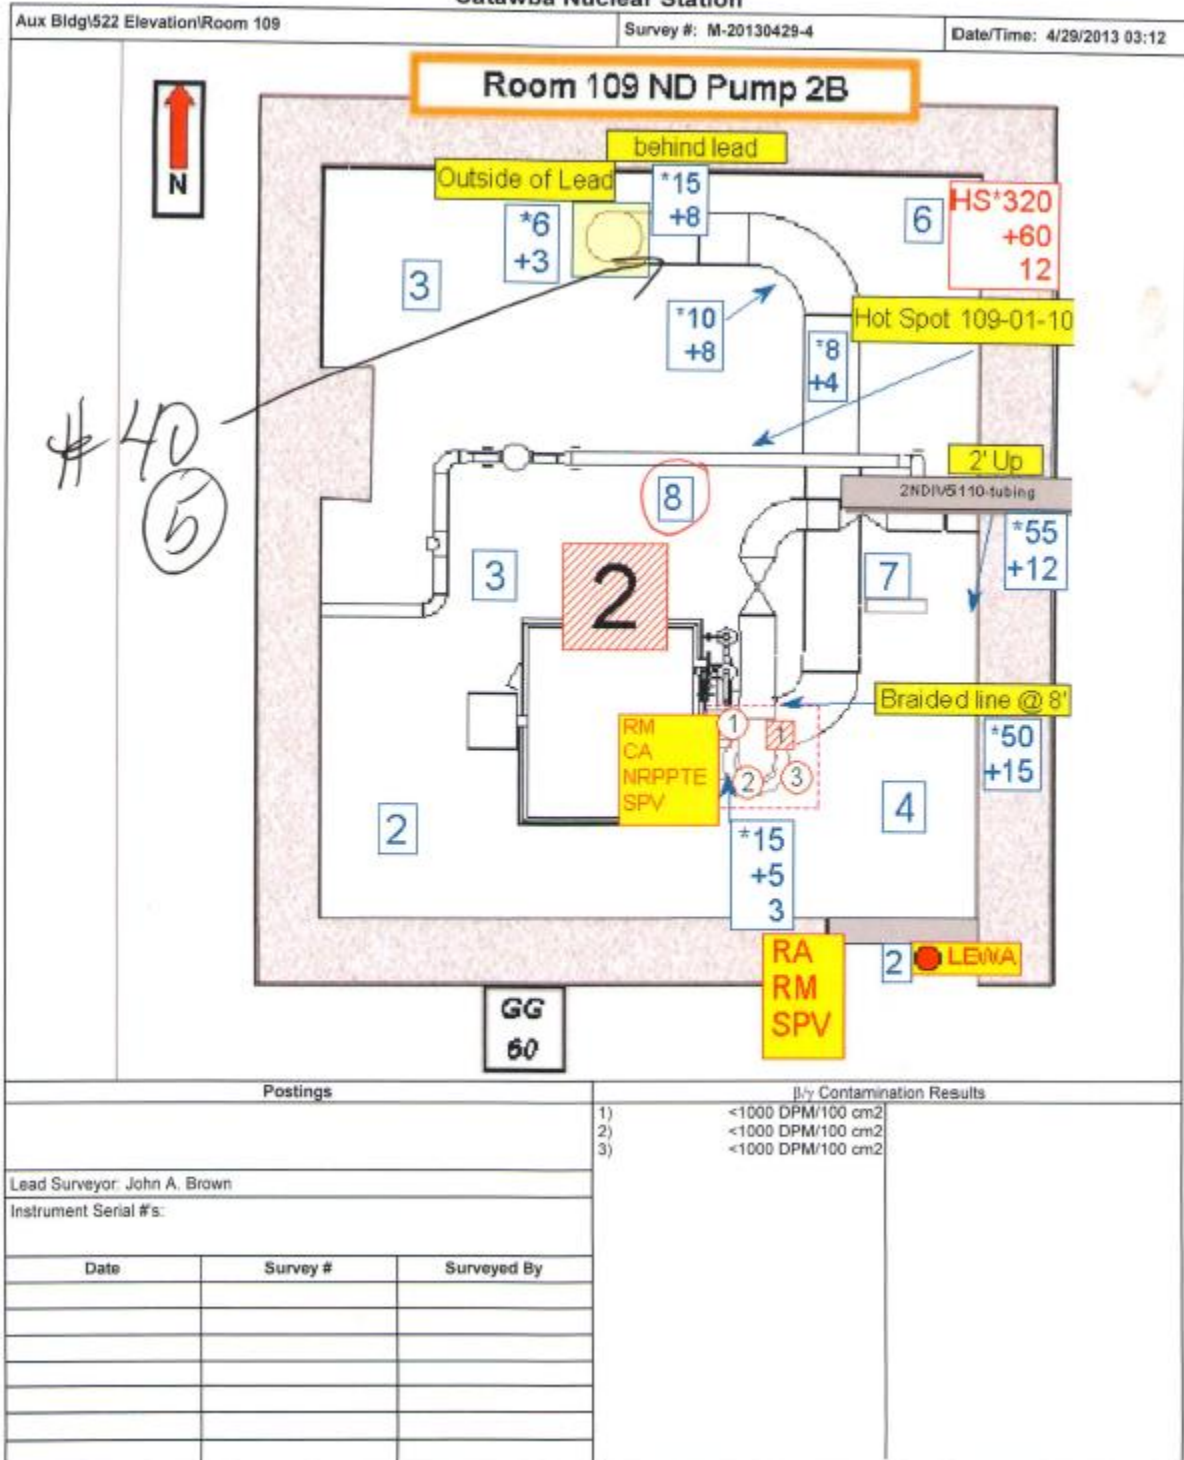 Catawba Nuclear Station
Aux Bldg\522 Elevation\Room 109
Survey #: M-20130429-4
Date/Time: 4/29/2013 03:12
Room 109 ND Pump 2B
N
behind lead
Outside of Lead
*15
+8
*6
+3
6
HS*320
+60
12
3
*10
+8
Hot Spot 109-01-10
*8
+4
40
5
2' Up
2NDIV5110-tubing
8
*55
+12
3
2
7
Braided line @ 8'
RM
CA
NRPPTE
SPV
1
1
2
3
*50
+15
2
4
*15
+5
3
RA
RM
SPV
2
LEWA
GG
60
Postings
β/γ Contamination Results
1) <1000 DPM/100 cm2
2) <1000 DPM/100 cm2
3) <1000 DPM/100 cm2
Lead Surveyor: John A. Brown
Instrument Serial #'s:
Date Survey # Surveyed By